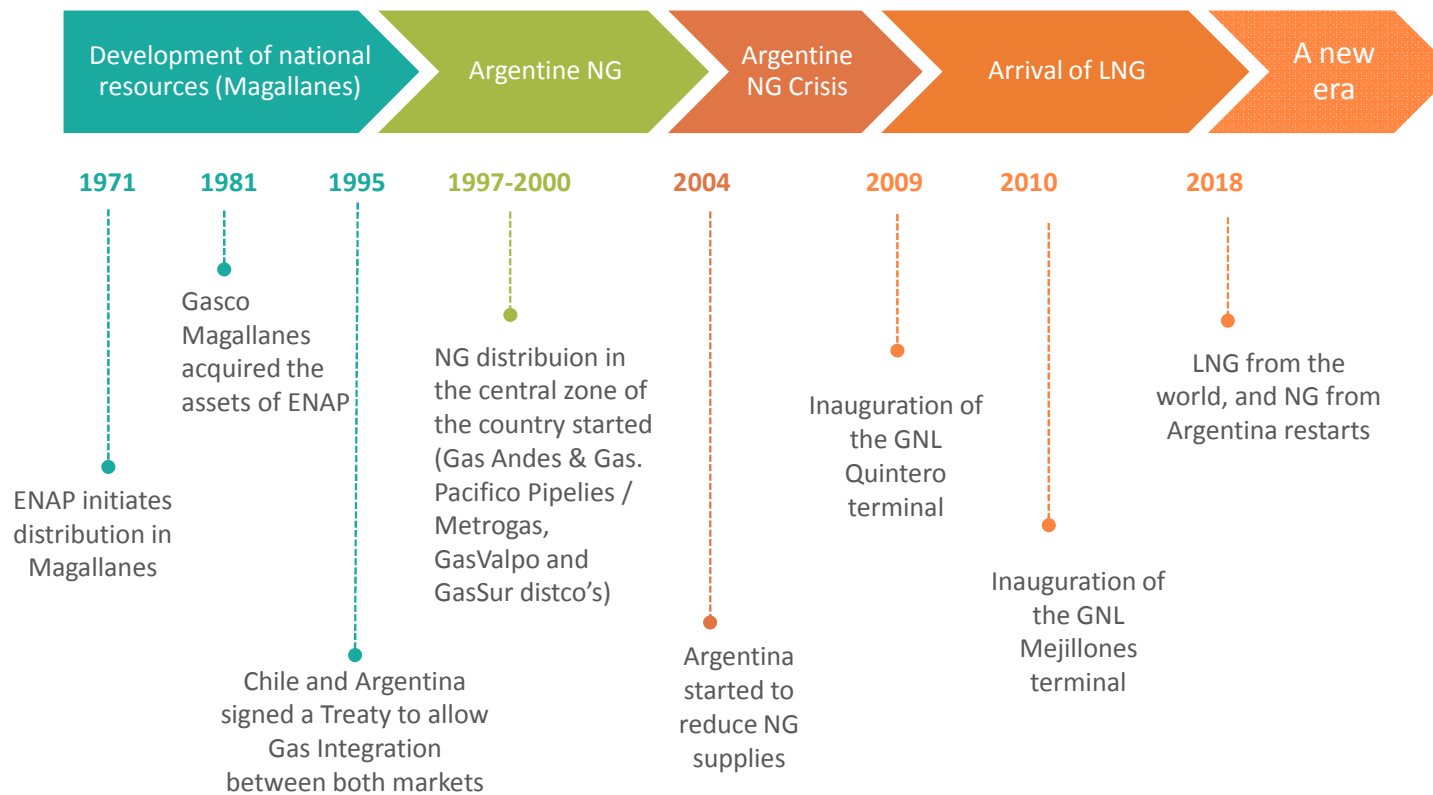 Development of national
resources (Magallanes)
Argentine NG
Argentine
NG Crisis
Arrival of LNG
A new
era
1971
1981
1995
1997-2000
2004
2009
2010
2018
ENAP initiates
distribution in
Magallanes
Gasco
Magallanes
acquired the
assets of ENAP
Chile and Argentina
signed a Treaty to allow
Gas Integration
between both markets
NG distribuion in
the central zone of
the country started
(Gas Andes & Gas.
Pacifico Pipelies /
Metrogas,
GasValpo and
GasSur distco’s)
Argentina
started to
reduce NG
supplies
Inauguration of
the GNL
Quintero
terminal
Inauguration of
the GNL
Mejillones
terminal
LNG from the
world, and NG from
Argentina restarts